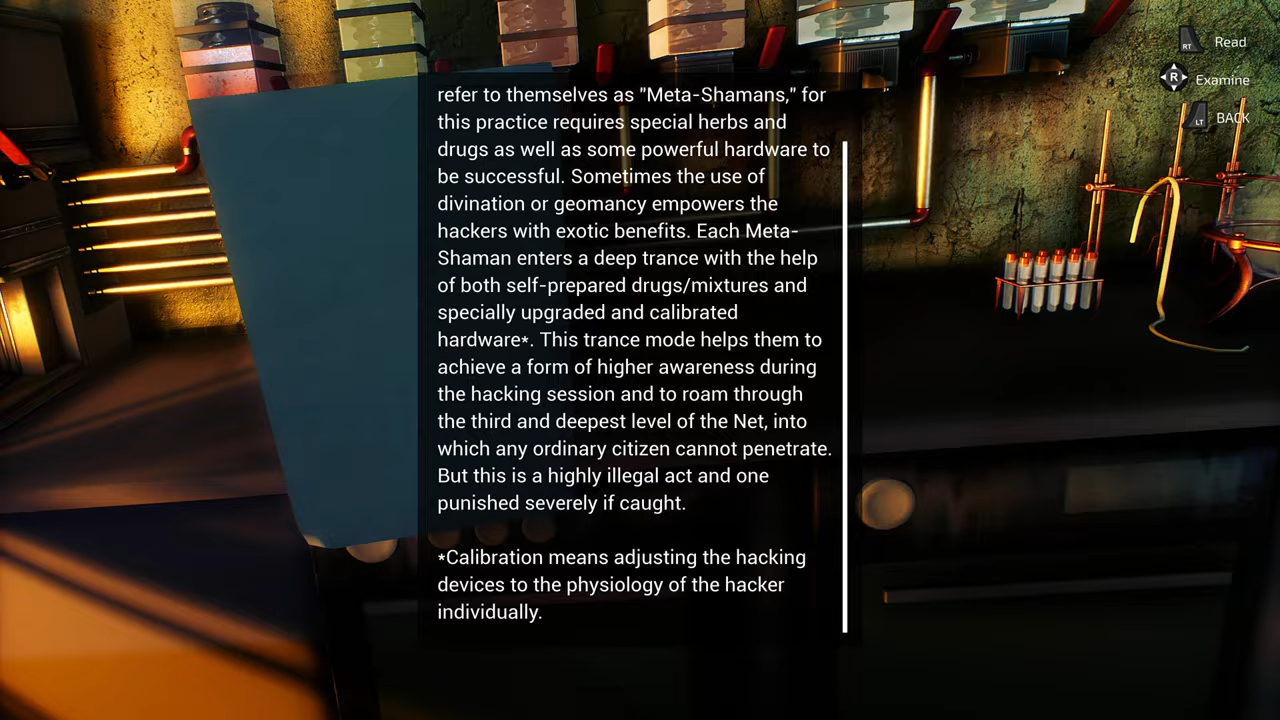 refer to themselves as "Meta-Shamans," for
this practice requires special herbs and
drugs as well as some powerful hardware to
be successful. Sometimes the use of
divination or geomancy empowers the
hackers with exotic benefits. Each Meta-
Shaman enters a deep trance with the help
of both self-prepared drugs/mixtures and
specially upgraded and calibrated
hardware*. This trance mode helps them to
achieve a form of higher awareness during
the hacking session and to roam through
the third and deepest level of the Net, into
which any ordinary citizen cannot penetrate.
But this is a highly illegal act and one
punished severely if caught.
*Calibration means adjusting the hacking
devices to the physiology of the hacker
individually.
RT Read
R Examine
LT BACK